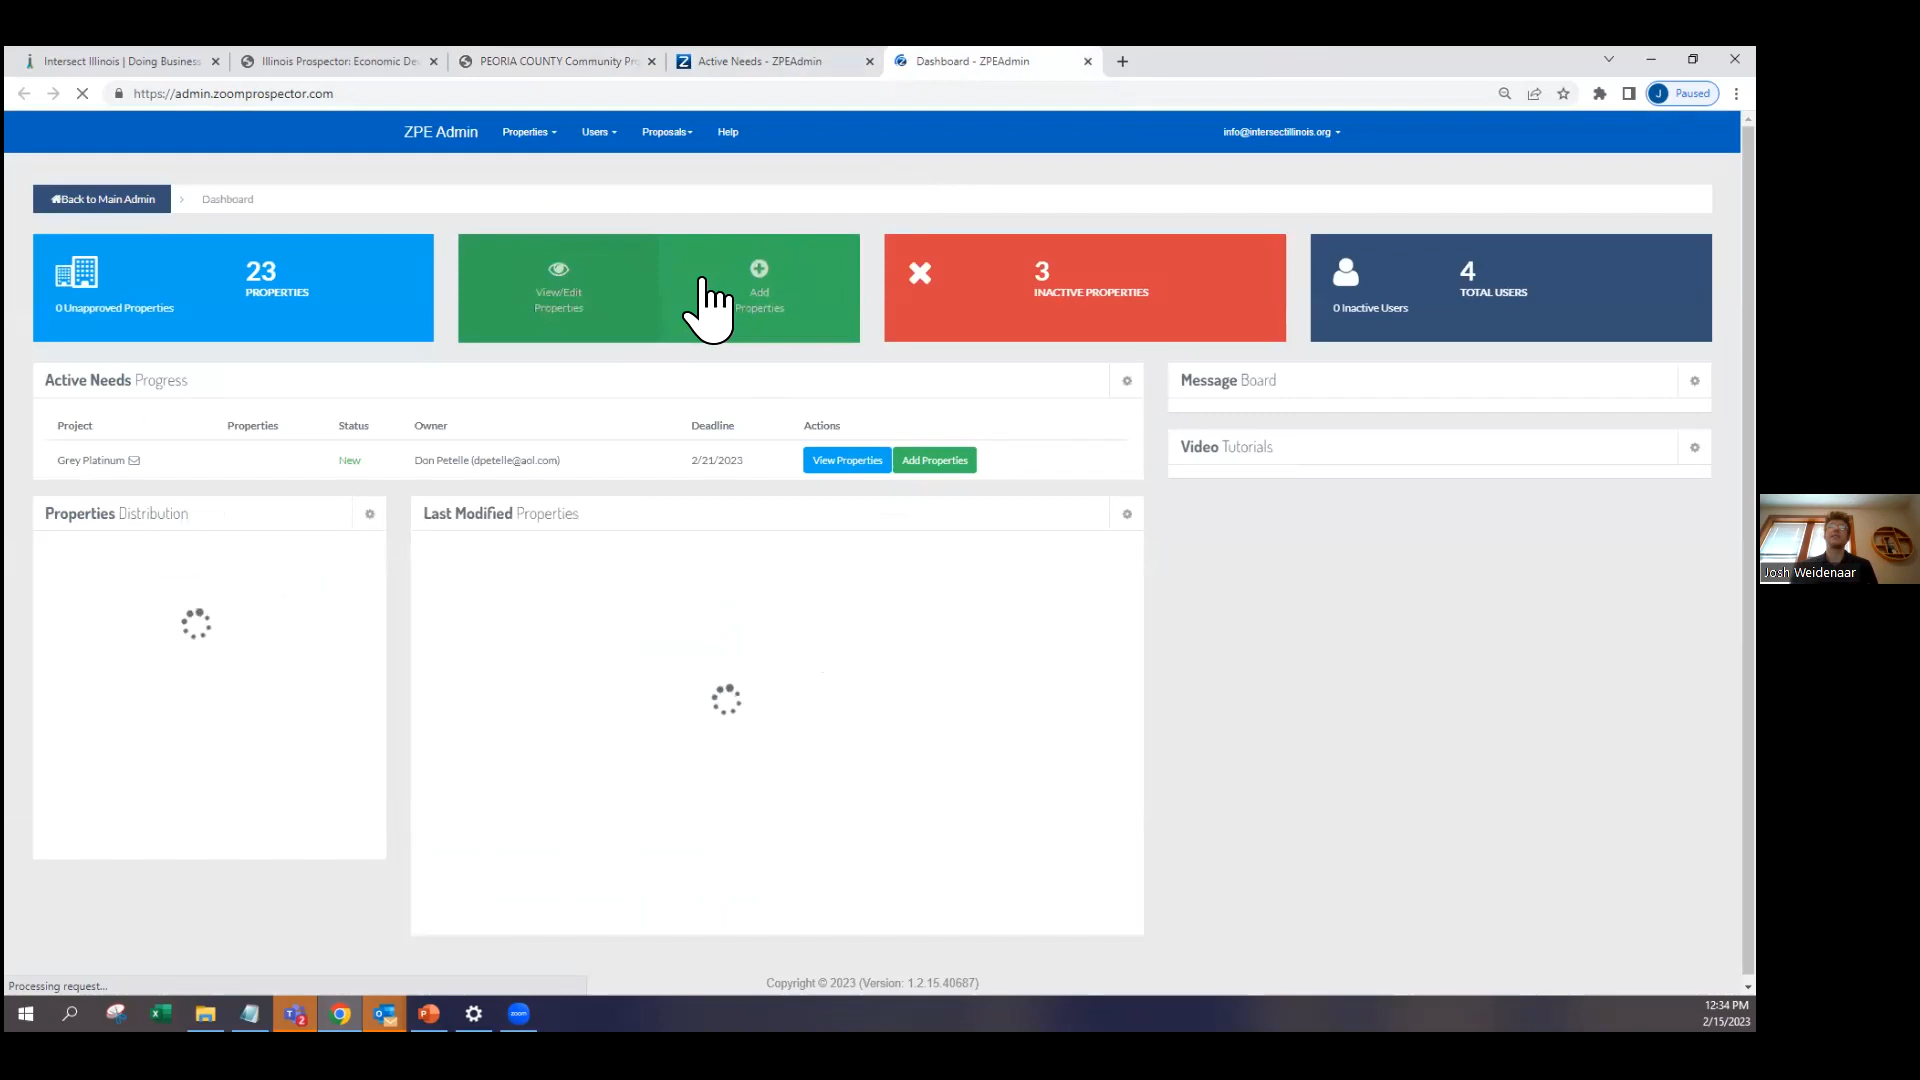 Intersect Illinois | Doing Business
Illinois Prospector: Economic De
PEORIA COUNTY Community Pro
Active Needs - ZPEAdmin
Dashboard - ZPEAdmin
https://admin.zoomprospector.com
J Paused
ZPE Admin
Properties
Users
Proposals
Help
info@intersectillinois.org
Back to Main Admin
Dashboard
23
PROPERTIES
0 Unapproved Properties
View/Edit
Properties
Add
Properties
3
INACTIVE PROPERTIES
4
TOTAL USERS
0 Inactive Users
Active Needs Progress
Project Properties Status Owner Deadline Actions
Grey Platinum New Don Petelle (dpetelle@aol.com) 2/21/2023 View Properties Add Properties
Message Board
Video Tutorials
Properties Distribution
Last Modified Properties
Josh Weidenaar
Copyright © 2023 (Version: 1.2.15.40687)
Processing request...
zoom
12:34 PM
2/15/2023